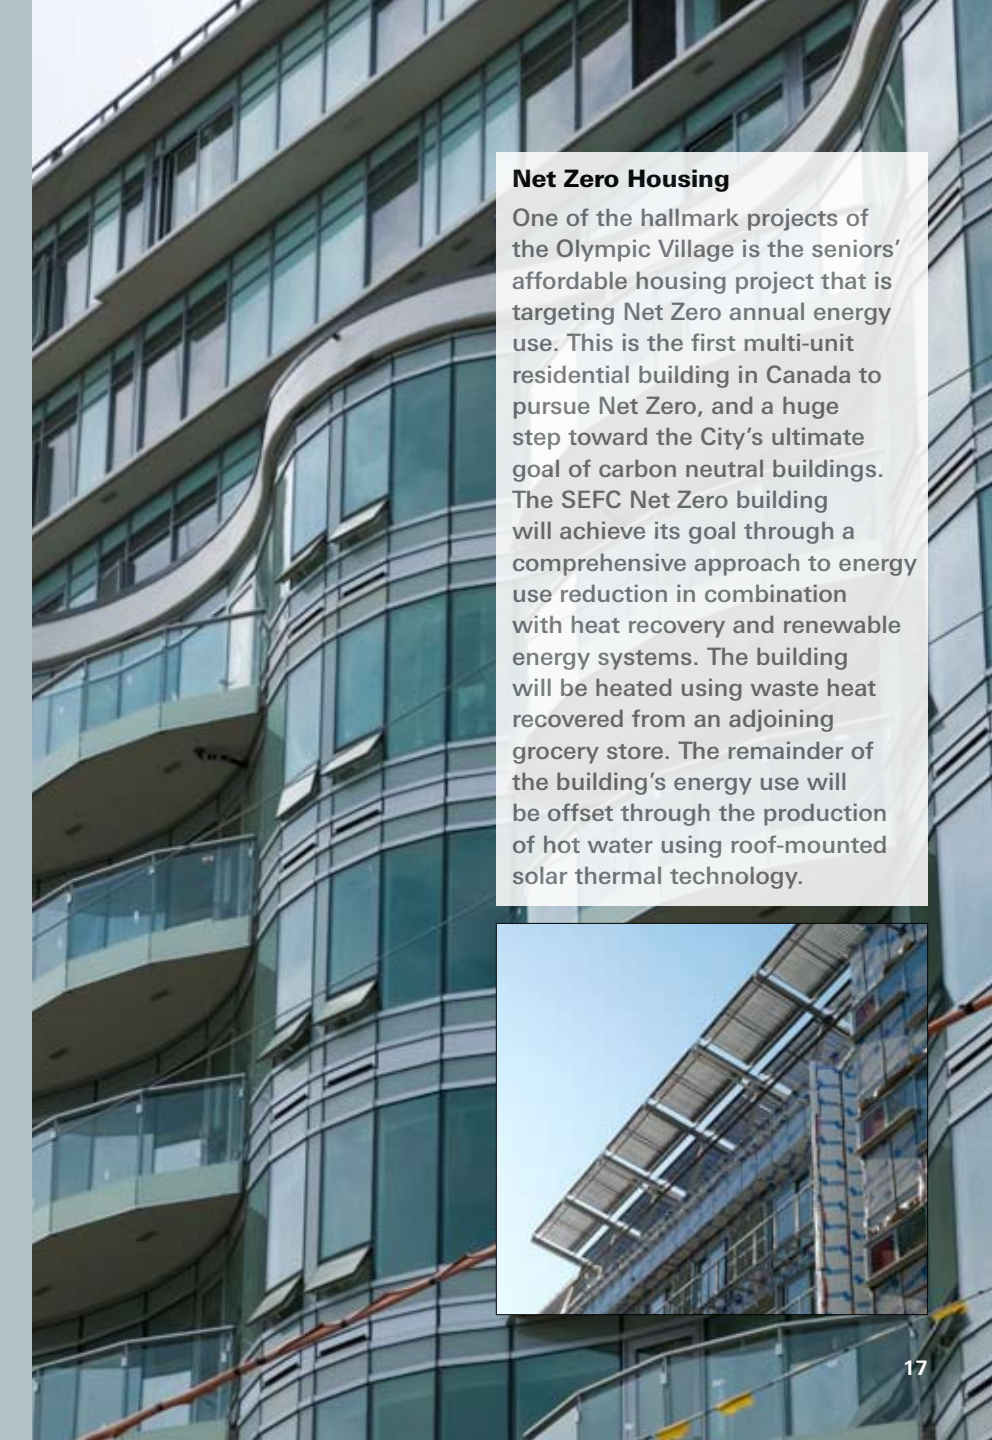 Net Zero Housing
One of the hallmark projects of
the Olympic Village is the seniors’
affordable housing project that is
targeting Net Zero annual energy
use. This is the first multi-unit
residential building in Canada to
pursue Net Zero, and a huge
step toward the City’s ultimate
goal of carbon neutral buildings.
The SEFC Net Zero building
will achieve its goal through a
comprehensive approach to energy
use reduction in combination
with heat recovery and renewable
energy systems. The building
will be heated using waste heat
recovered from an adjoining
grocery store. The remainder of
the building’s energy use will
be offset through the production
of hot water using roof-mounted
solar thermal technology.
17